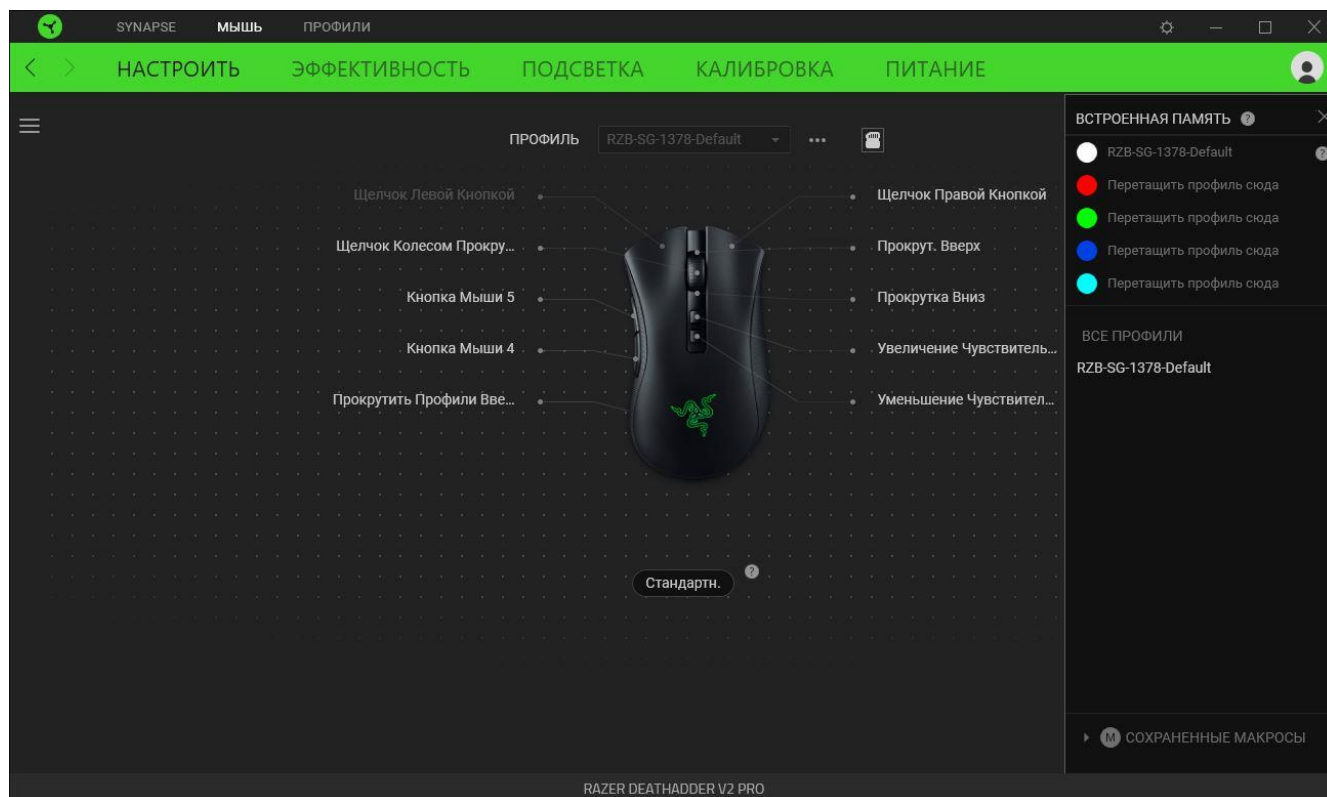 SYNAPSE МЫШЬ ПРОФИЛИ
НАСТРОИТЬ ЭФФЕКТИВНОСТЬ ПОДСВЕТКА КАЛИБРОВКА ПИТАНИЕ
ПРОФИЛЬ RZB-SG-1378-Default
Щелчок Левой Кнопкой
Щелчок Колесом Прокру...
Кнопка Мыши 5
Кнопка Мыши 4
Прокрутить Профили Вве...
Щелчок Правой Кнопкой
Прокрут. Вверх
Прокрутка Вниз
Увеличение Чувствитель...
Уменьшение Чувствител...
Стандартн. ?
ВСТРОЕННАЯ ПАМЯТЬ ?
RZB-SG-1378-Default ?
Перетащить профиль сюда
Перетащить профиль сюда
Перетащить профиль сюда
Перетащить профиль сюда
ВСЕ ПРОФИЛИ
RZB-SG-1378-Default
M СОХРАНЕННЫЕ МАКРОСЫ
RAZER DEATHADDER V2 PRO